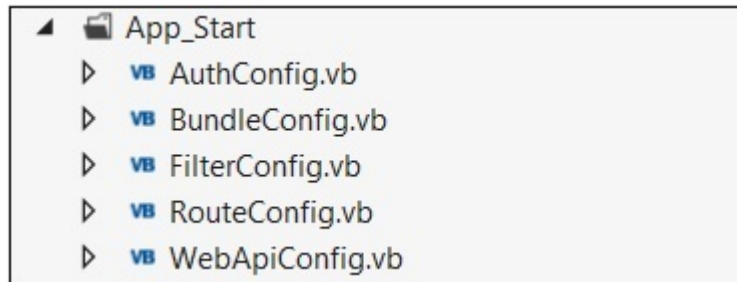 App_Start
VB AuthConfig.vb
VB BundleConfig.vb
VB FilterConfig.vb
VB RouteConfig.vb
VB WebApiConfig.vb